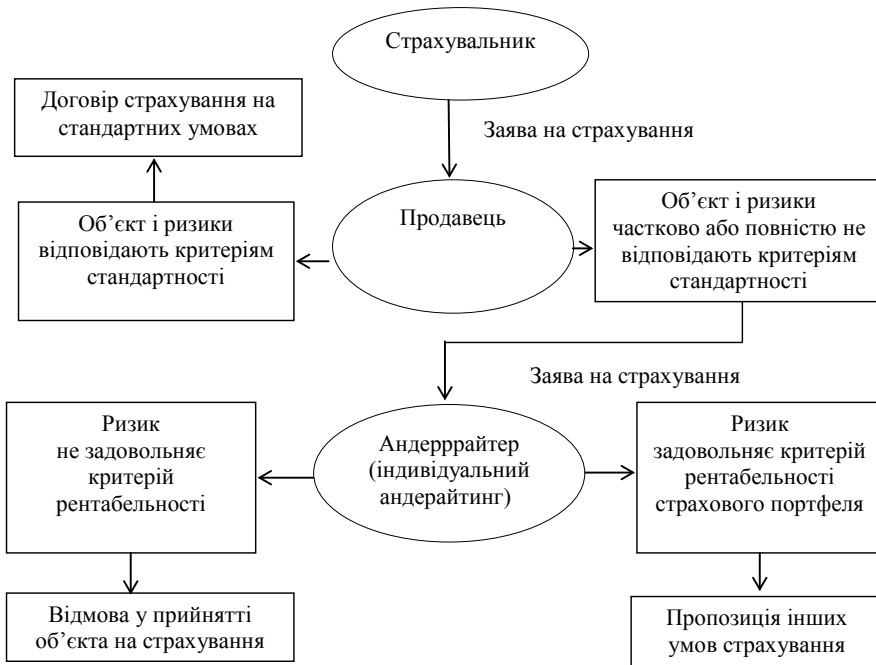 Страхувальник
Договір страхування на
стандартних умовах
Заява на страхування
Об’єкт і ризики
відповідають критеріям
стандартності
Продавець
Об’єкт і ризики
частково або повністю не
відповідають критеріям
стандартності
Заява на страхування
Ризик
не задовольняє
критерій
рентабельності
Андерррайтер
(індивідуальний
андерайтинг)
Ризик
задовольняє критерій
рентабельності
страхового портфеля
Відмова у прийнятті
об’єкта на страхування
Пропозиція інших
умов страхування